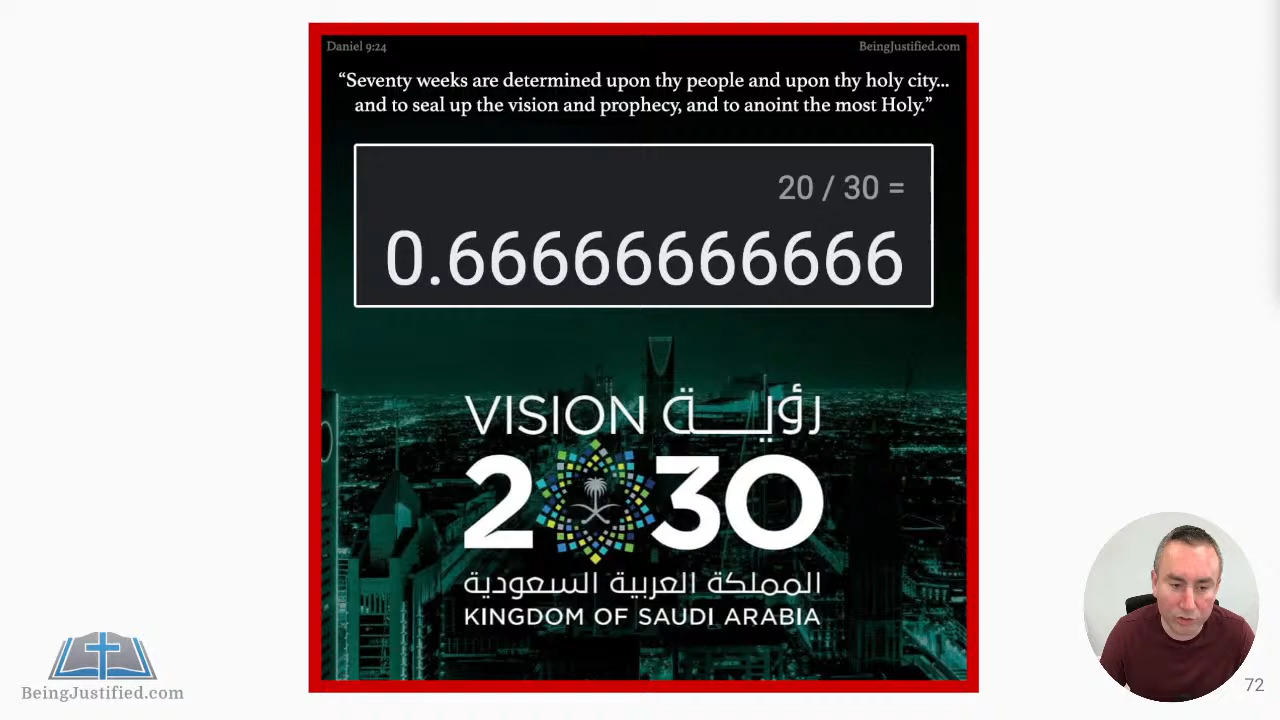 Daniel 9:24
BeingJustified.com
“Seventy weeks are determined upon thy people and upon thy holy city...
and to seal up the vision and prophecy, and to anoint the most Holy.”
20 / 30 =
0.66666666666
VISION رؤيـــة
2030
المملكة العربية السعودية
KINGDOM OF SAUDI ARABIA
BeingJustified.com
72